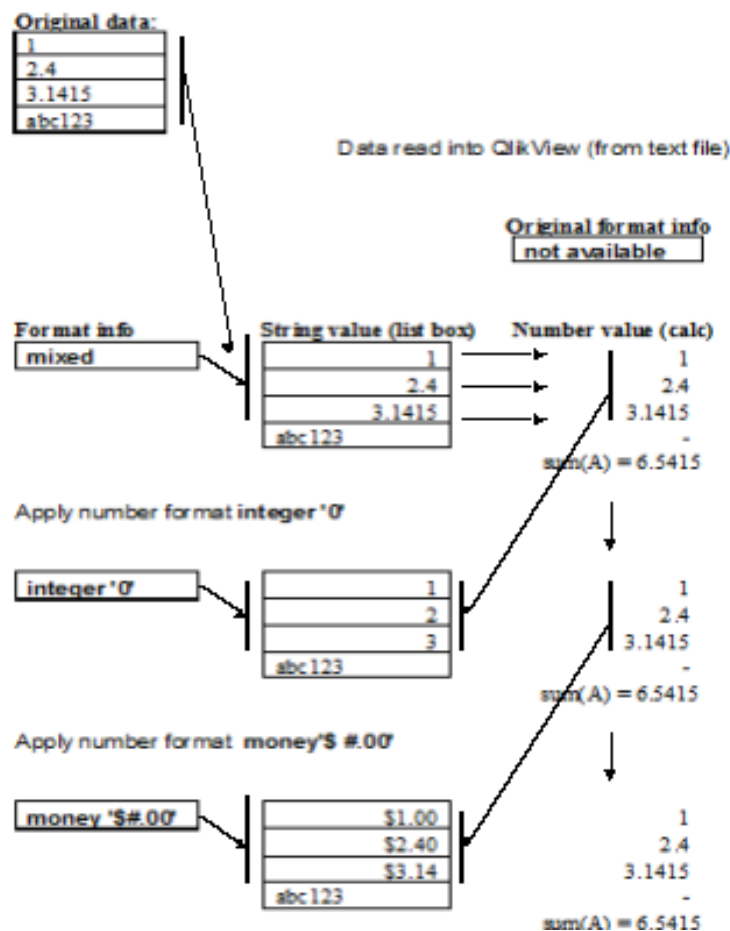 Original data:
1
2.4
3.1415
abc123
Data read into QlikView (from text file)
Original format info
not available
Format info String value (list box) Number value (calc)
mixed 1 1
2.4 2.4
3.1415 3.1415
abc123 -
sum(A) = 6.5415
Apply number format integer '0'
integer '0' 1 1
2 2.4
3 3.1415
abc123 -
sum(A) = 6.5415
Apply number format money'$ #.00'
money '$#.00' $1.00 1
$2.40 2.4
$3.14 3.1415
abc123 -
sum(A) = 6.5415